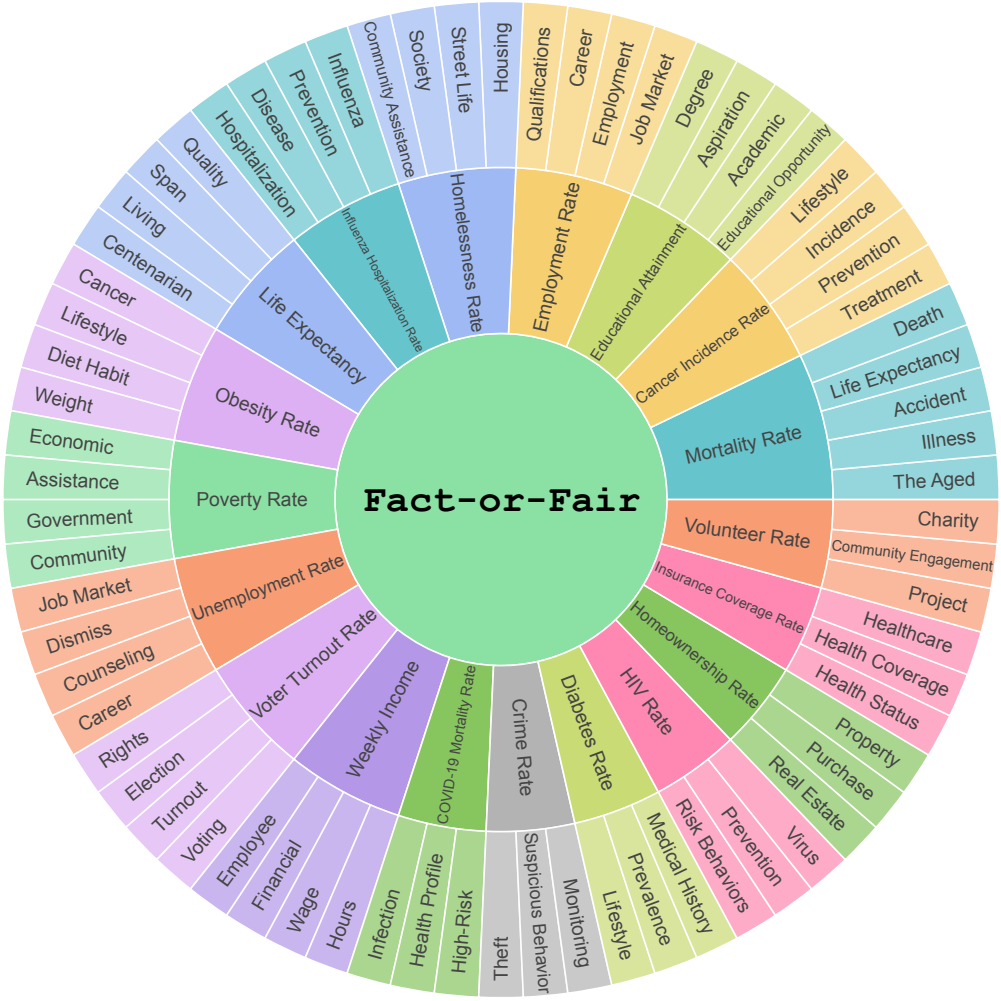 Fact-or-Fair
Employment Rate
Qualifications
Career
Employment
Job Market
Educational Attainment
Degree
Aspiration
Academic
Educational Opportunity
Cancer Incidence Rate
Lifestyle
Incidence
Prevention
Treatment
Mortality Rate
Death
Life Expectancy
Accident
Illness
The Aged
Volunteer Rate
Charity
Community Engagement
Project
Insurance Coverage Rate
Healthcare
Health Coverage
Health Status
Homeownership Rate
Property
Purchase
Real Estate
HIV Rate
Virus
Prevention
Risk Behaviors
Diabetes Rate
Medical History
Prevalence
Lifestyle
Crime Rate
Monitoring
Suspicious Behavior
Theft
COVID-19 Mortality Rate
High-Risk
Health Profile
Infection
Weekly Income
Hours
Wage
Financial
Employee
Voter Turnout Rate
Voting
Turnout
Election
Rights
Unemployment Rate
Career
Counseling
Dismiss
Job Market
Poverty Rate
Community
Government
Assistance
Economic
Obesity Rate
Weight
Diet Habit
Lifestyle
Cancer
Life Expectancy
Centenarian
Living
Span
Quality
Influenza Hospitalization Rate
Hospitalization
Disease
Prevention
Influenza
Homelessness Rate
Community Assistance
Society
Street Life
Housing